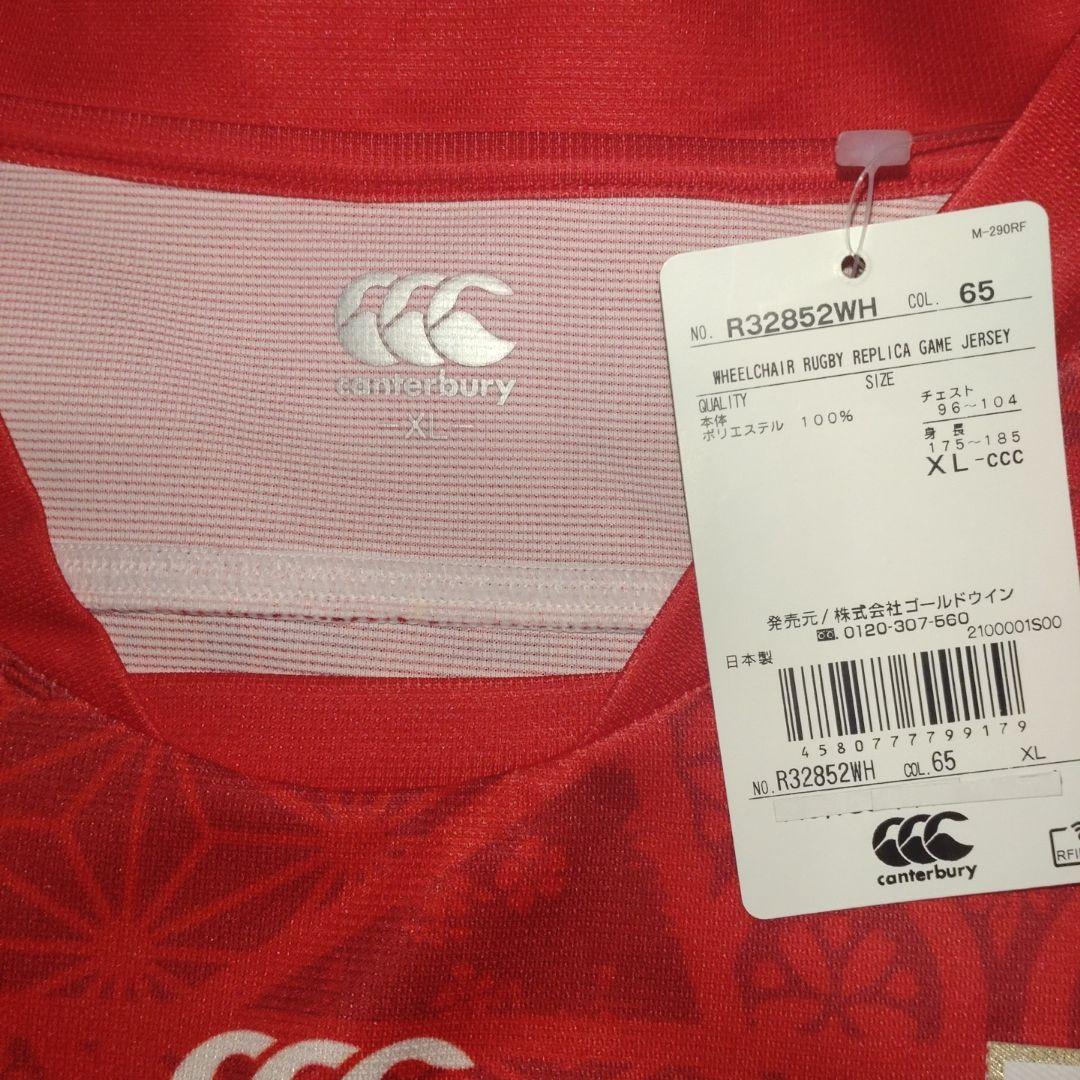 canterbury
-XL-
M-290RF
NO. R32852WH COL. 65
WHEELCHAIR RUGBY REPLICA GAME JERSEY
QUALITY SIZE
本体
ポリエステル 100%
チェスト
96～104
身長
175～185
XL-CCC
発売元/株式会社ゴールドウイン
0120-307-560
2100001S00
日本製
4580777799179
NO. R32852WH COL. 65 XL
canterbury